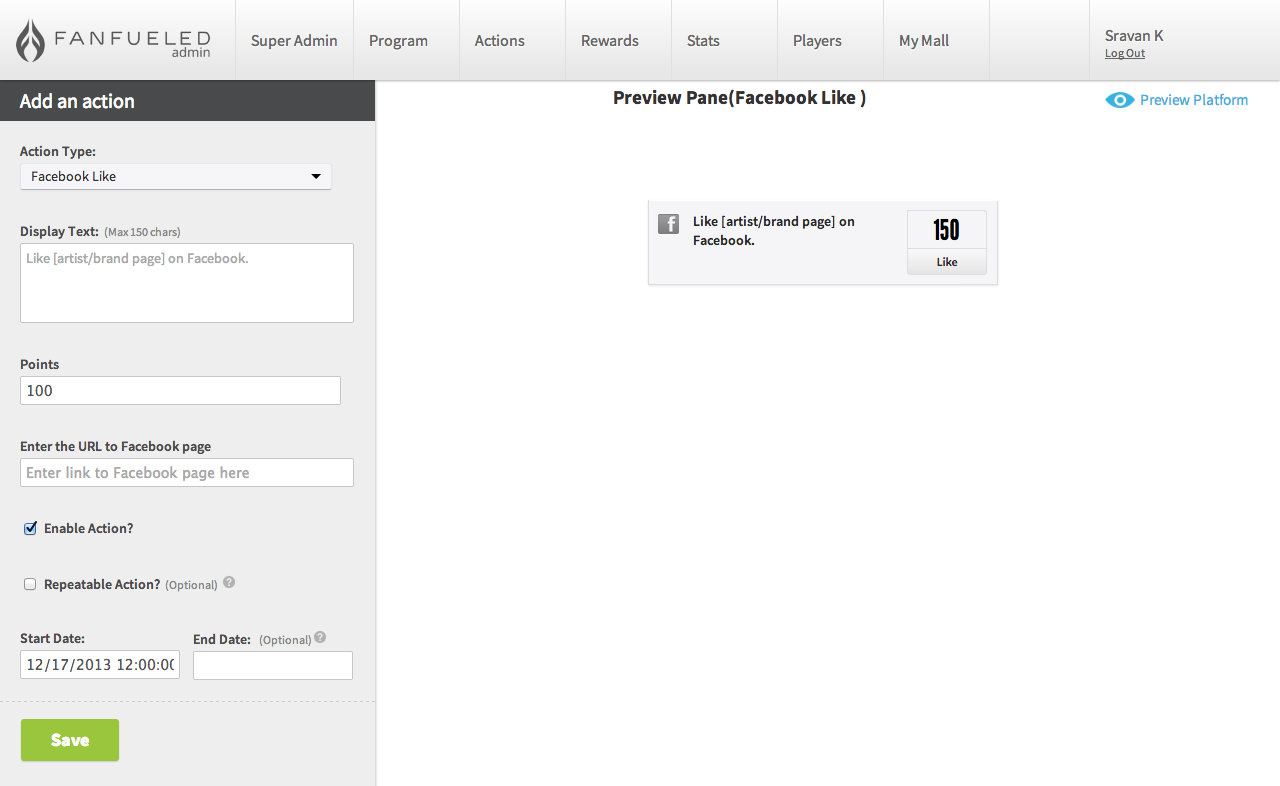 FANFUELED
admin
Super Admin
Program
Actions
Rewards
Stats
Players
My Mall
Sravan K
Log Out
Add an action
Action Type:
Facebook Like
Display Text: (Max 150 chars)
Like [artist/brand page] on Facebook.
Points
100
Enter the URL to Facebook page
Enter link to Facebook page here
Enable Action?
Repeatable Action? (Optional) ?
Start Date:
End Date: (Optional) ?
12/17/2013 12:00:00
Save
Preview Pane(Facebook Like )
Preview Platform
f
Like [artist/brand page] on
Facebook.
150
Like